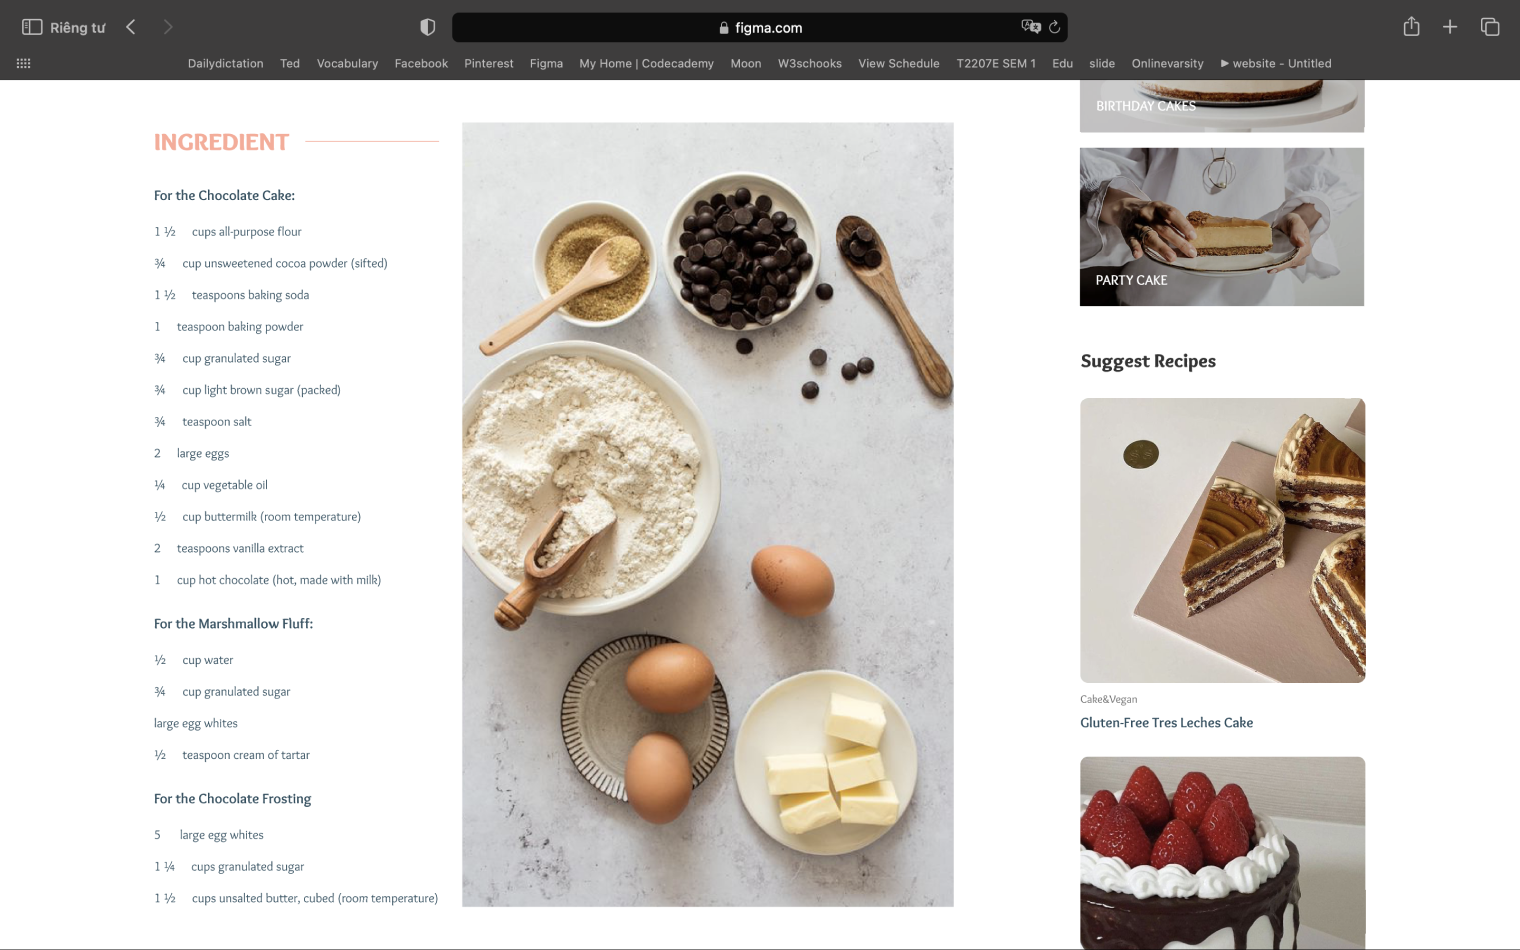 Riêng tư
figma.com
Dailydictation Ted Vocabulary Facebook Pinterest Figma My Home | Codecademy Moon W3schooks View Schedule T2207E SEM 1 Edu slide Onlinevarsity ▶ website - Untitled
INGREDIENT
For the Chocolate Cake:
1 ½ cups all-purpose flour
¾ cup unsweetened cocoa powder (sifted)
1 ½ teaspoons baking soda
1 teaspoon baking powder
¾ cup granulated sugar
¾ cup light brown sugar (packed)
¾ teaspoon salt
2 large eggs
¼ cup vegetable oil
½ cup buttermilk (room temperature)
2 teaspoons vanilla extract
1 cup hot chocolate (hot, made with milk)
For the Marshmallow Fluff:
½ cup water
¾ cup granulated sugar
large egg whites
½ teaspoon cream of tartar
For the Chocolate Frosting
5 large egg whites
1 ¼ cups granulated sugar
1 ½ cups unsalted butter, cubed (room temperature)
BIRTHDAY CAKES
PARTY CAKE
Suggest Recipes
Cake&Vegan
Gluten-Free Tres Leches Cake